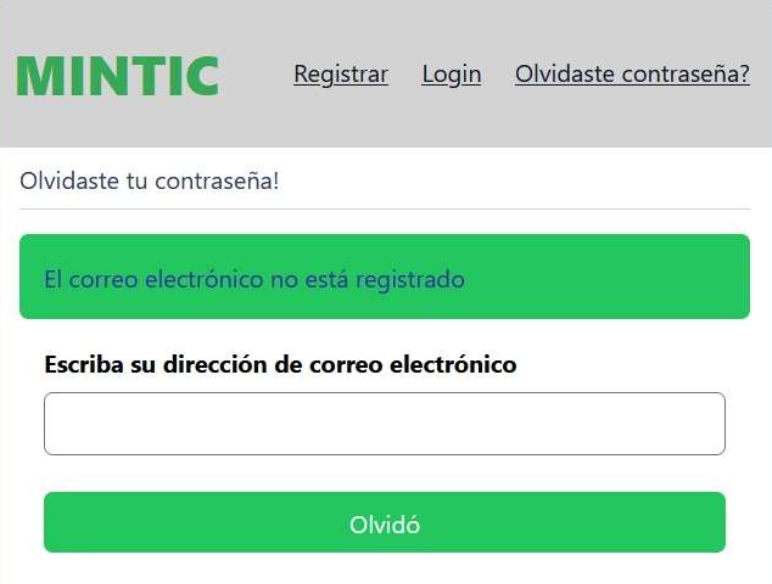 MINTIC Registrar Login Olvidaste contraseña?
Olvidaste tu contraseña!
El correo electrónico no está registrado
Escriba su dirección de correo electrónico
Olvidó